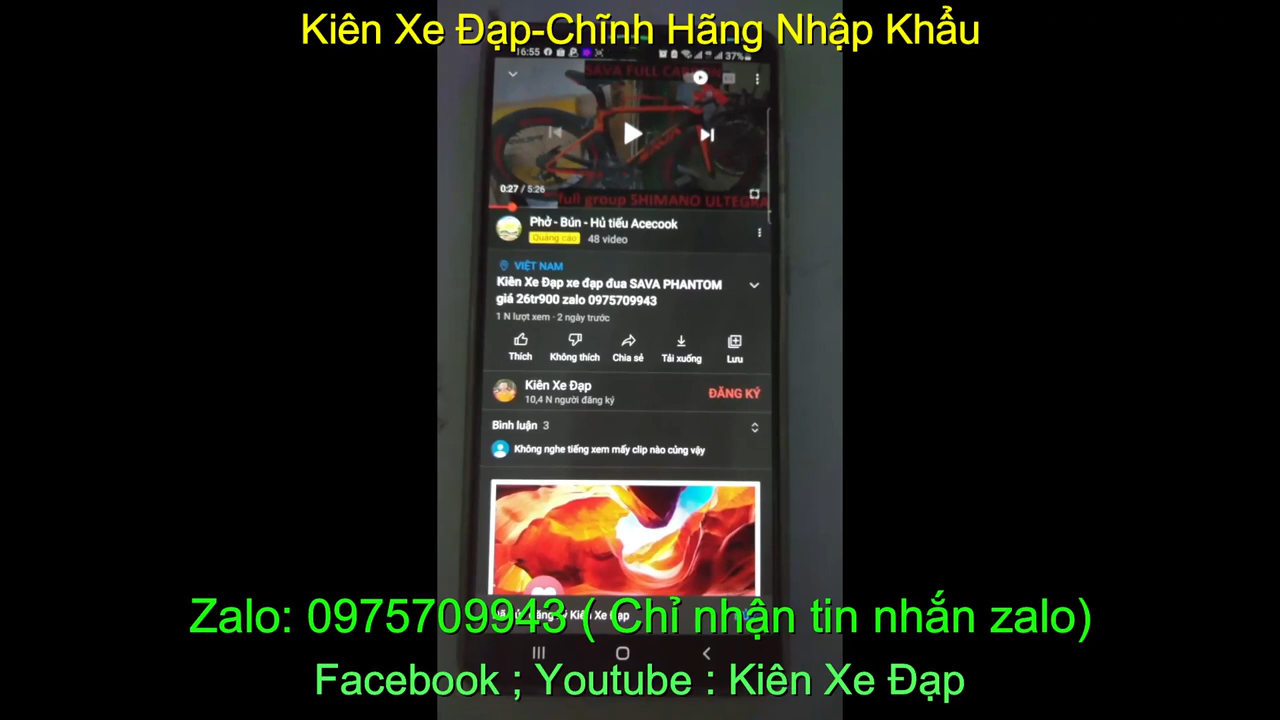 Kiên Xe Đạp-Chĩnh Hãng Nhập Khẩu
16:55
37%
SAVA FULL CARBON
0:27 / 5:26
full group SHIMANO ULTEGRA
Phở - Bún - Hủ tiếu Acecook
Quảng cáo 48 video
VIỆT NAM
Kiên Xe Đạp xe đạp đua SAVA PHANTOM
giá 26tr900 zalo 0975709943
1 N lượt xem · 2 ngày trước
Thích Không thích Chia sẻ Tải xuống Lưu
Kiên Xe Đạp
10,4 N người đăng ký
ĐĂNG KÝ
Bình luận 3
Không nghe tiếng xem mấy clip nào củng vậy
Zalo: 0975709943 ( Chỉ nhận tin nhắn zalo)
Kiên Xe Đạp
Facebook ; Youtube : Kiên Xe Đạp